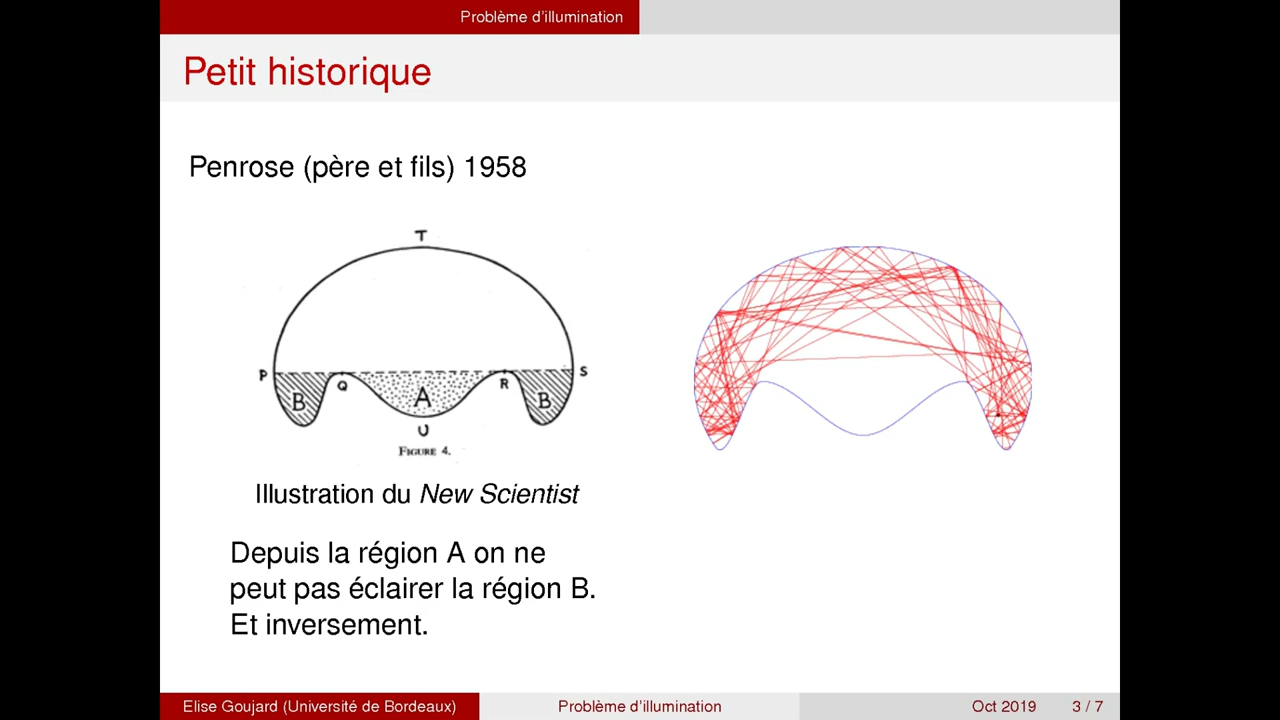 Problème d'illumination
Petit historique
Penrose (père et fils) 1958
T
P
Q
R
S
B
A
B
U
FIGURE 4.
Illustration du New Scientist
Depuis la région A on ne
peut pas éclairer la région B.
Et inversement.
Elise Goujard (Université de Bordeaux)
Problème d'illumination
Oct 2019
3 / 7